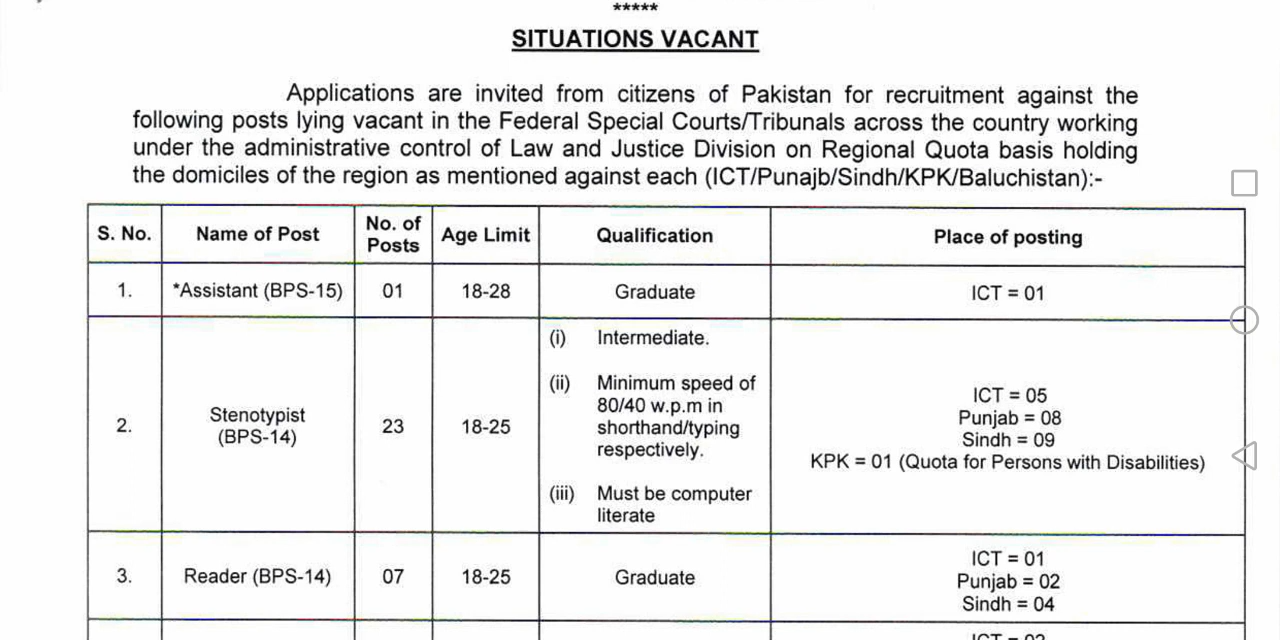 *****
SITUATIONS VACANT
Applications are invited from citizens of Pakistan for recruitment against the
following posts lying vacant in the Federal Special Courts/Tribunals across the country working
under the administrative control of Law and Justice Division on Regional Quota basis holding
the domiciles of the region as mentioned against each (ICT/Punajb/Sindh/KPK/Baluchistan):-
S. No.
Name of Post
No. of
Posts
Age Limit
Qualification
Place of posting
1.
*Assistant (BPS-15)
01
18-28
Graduate
ICT = 01
2.
Stenotypist
(BPS-14)
23
18-25
(i) Intermediate.
(ii) Minimum speed of
80/40 w.p.m in
shorthand/typing
respectively.
(iii) Must be computer
literate
ICT = 05
Punjab = 08
Sindh = 09
KPK = 01 (Quota for Persons with Disabilities)
3.
Reader (BPS-14)
07
18-25
Graduate
ICT = 01
Punjab = 02
Sindh = 04